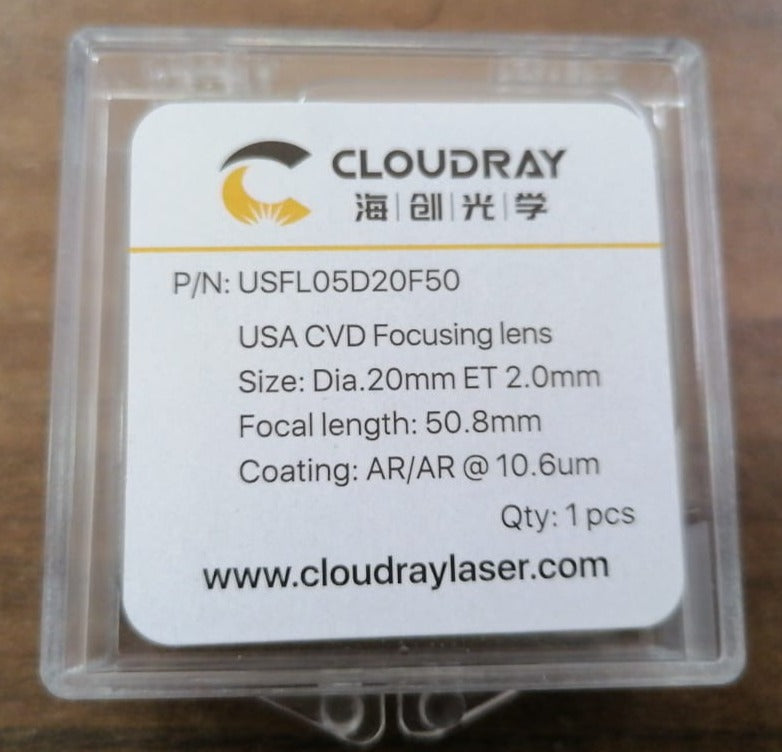 CLOUDRAY
海|创|光|学
P/N: USFL05D20F50
USA CVD Focusing lens
Size: Dia.20mm ET 2.0mm
Focal length: 50.8mm
Coating: AR/AR @ 10.6um
Qty: 1 pcs
www.cloudraylaser.com